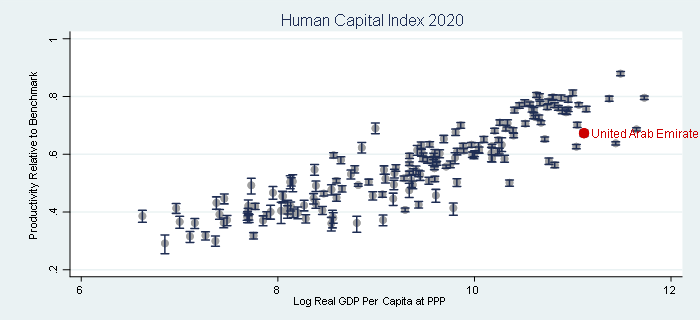 Human Capital Index 2020
Productivity Relative to Benchmark
1
.8
.6
.4
.2
United Arab Emirate
6
8
10
12
Log Real GDP Per Capita at PPP